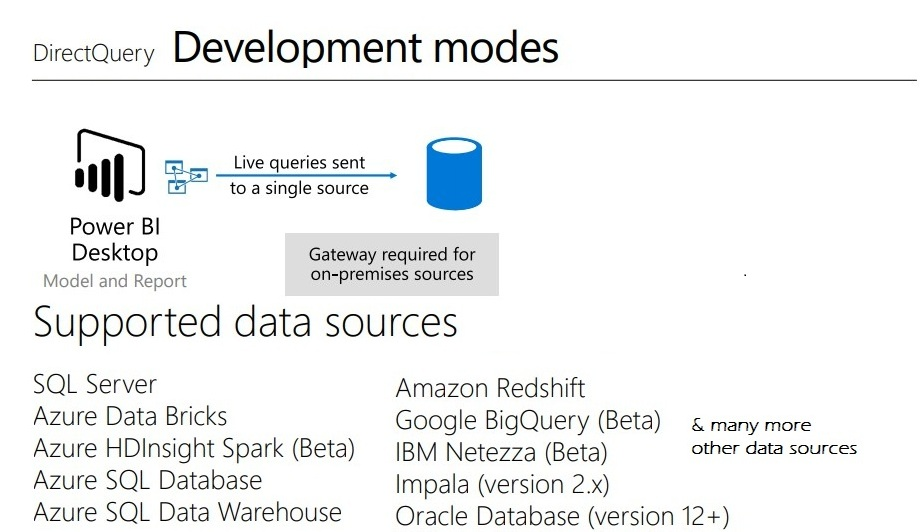 DirectQuery Development modes
Live queries sent
to a single source
Power BI
Desktop
Model and Report
Gateway required for
on-premises sources
Supported data sources
SQL Server
Azure Data Bricks
Azure HDInsight Spark (Beta)
Azure SQL Database
Azure SQL Data Warehouse
Amazon Redshift
Google BigQuery (Beta)
IBM Netezza (Beta)
Impala (version 2.x)
Oracle Database (version 12+)
& many more
other data sources